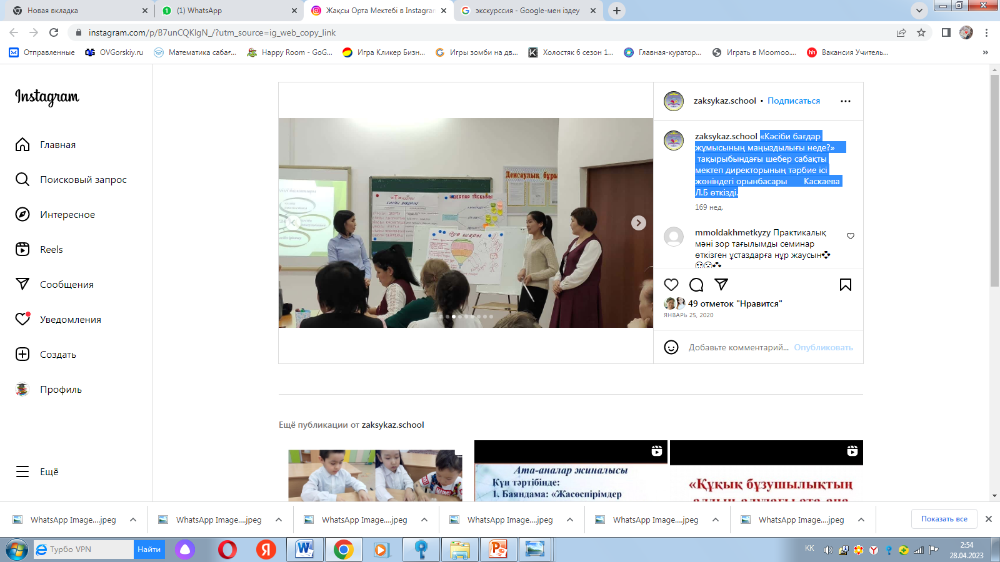 Новая вкладка
(1) WhatsApp
Жақсы Орта Мектебі в Instagram
экскурссия - Google-мен іздеу
instagram.com/p/B7unCQKlgN_/?utm_source=ig_web_copy_link
Отправленные
OVGorskiy.ru
Математика сабағ...
Happy Room - GoG...
Игра Кликер Бизн...
Игры зомби на дв...
Холостяк 6 сезон 1...
Главная-куратор...
Играть в Moomoo....
Вакансия Учитель...
»
Instagram
Главная
Поисковый запрос
Интересное
Reels
Сообщения
Уведомления
Создать
Профиль
Ещё
Денсаулық бұры
«Т»
zaksykaz.school • Подписаться
zaksykaz.school «Кәсіби бағдар
жұмысының маңыздылығы неде?»
тақырыбындағы шебер сабақты
мектеп директорының тәрбие ісі
жөніндегі орынбасары Каскаева
Л.Б өткізді.
169 нед.
mmoldakhmetkyzy Практикалық
мәні зор тағылымды семинар
өткізген ұстаздарға нұр жаусын
49 отметок "Нравится"
ЯНВАРЬ 25, 2020
Добавьте комментарий... Опубликовать
Ещё публикации от zaksykaz.school
Ата-аналар жиналысы
Күн тәртібінде:
1. Баяндама: «Жасөспірімдер
«Құқық бұзушылықтың
алдын алудағы ата-ана
WhatsApp Image....jpeg
WhatsApp Image....jpeg
WhatsApp Image....jpeg
WhatsApp Image....jpeg
WhatsApp Image....jpeg
WhatsApp Image....jpeg
Показать все
Турбо VPN
Найти
KK
2:54
28.04.2023